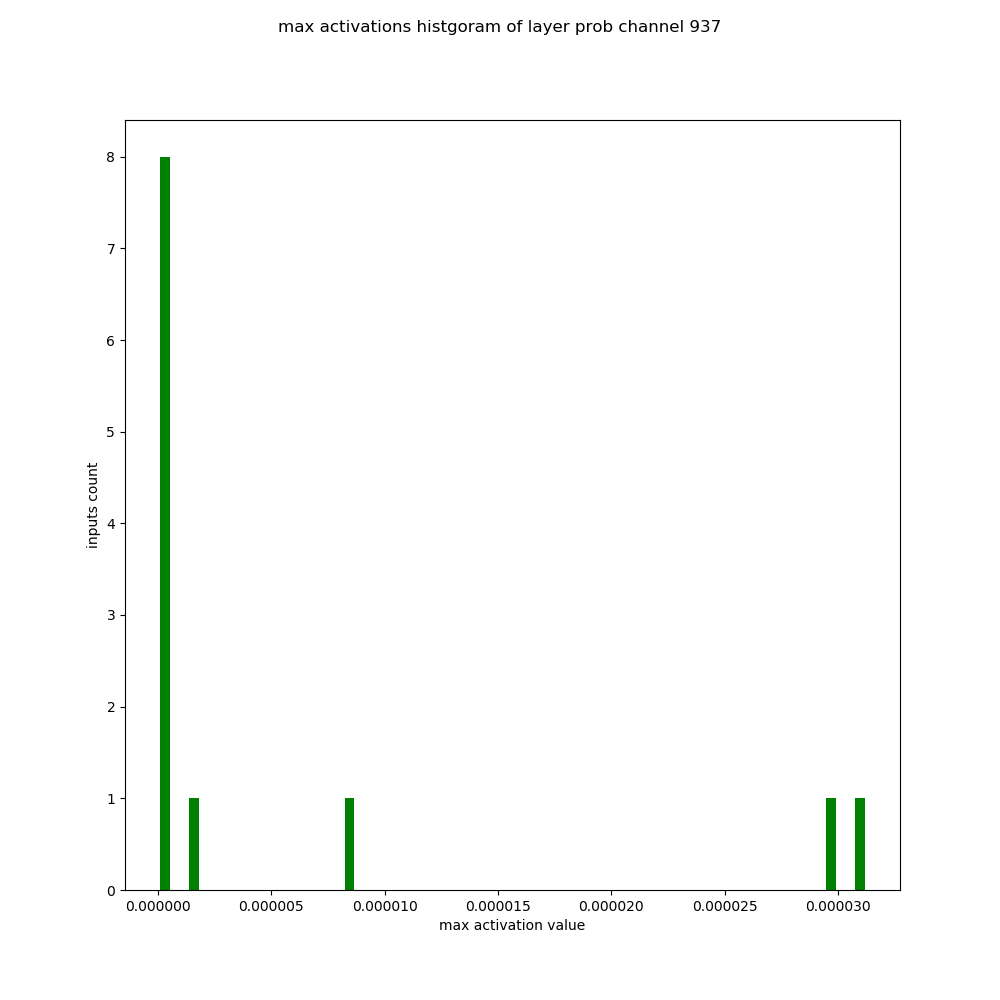 max activations histgoram of layer prob channel 937
8
7
6
5
4
3
2
1
0
inputs count
0.000000 0.000005 0.000010 0.000015 0.000020 0.000025 0.000030
max activation value